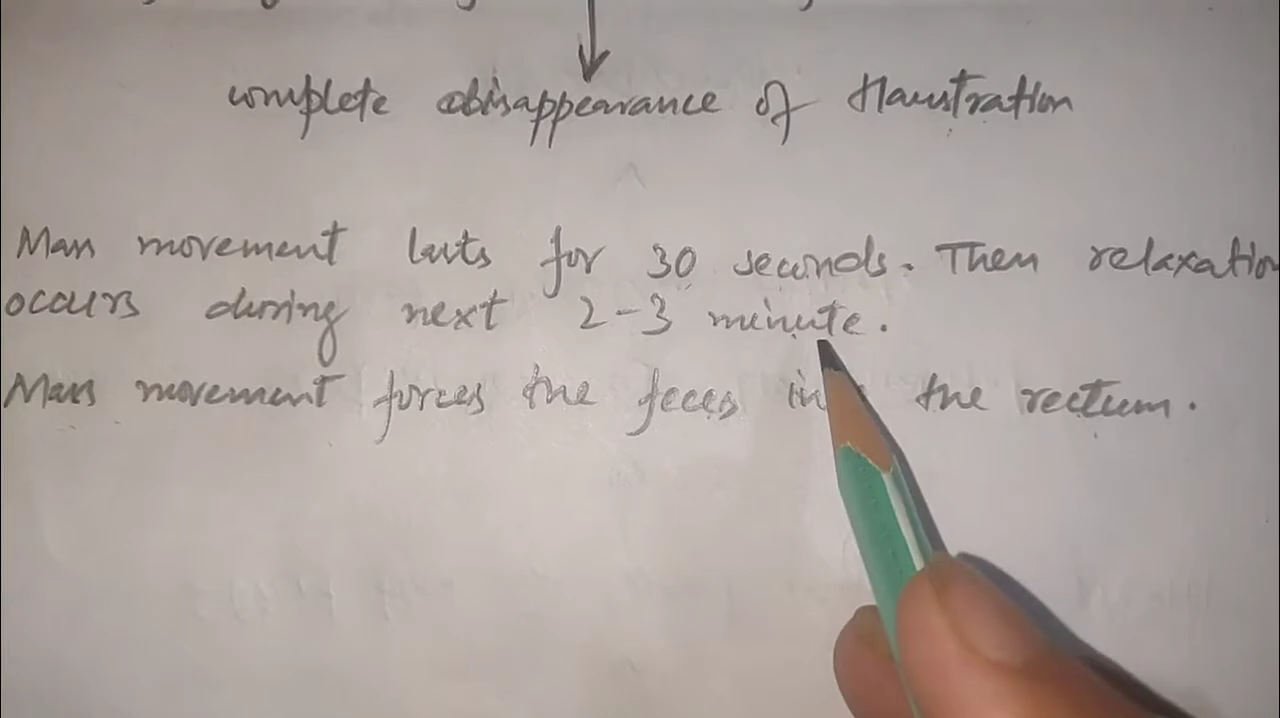 complete disappearance of Haustration
Mass movement lasts for 30 seconds. Then relaxation
occurs during next 2-3 minute.
Mass movement forces the feces in the rectum.